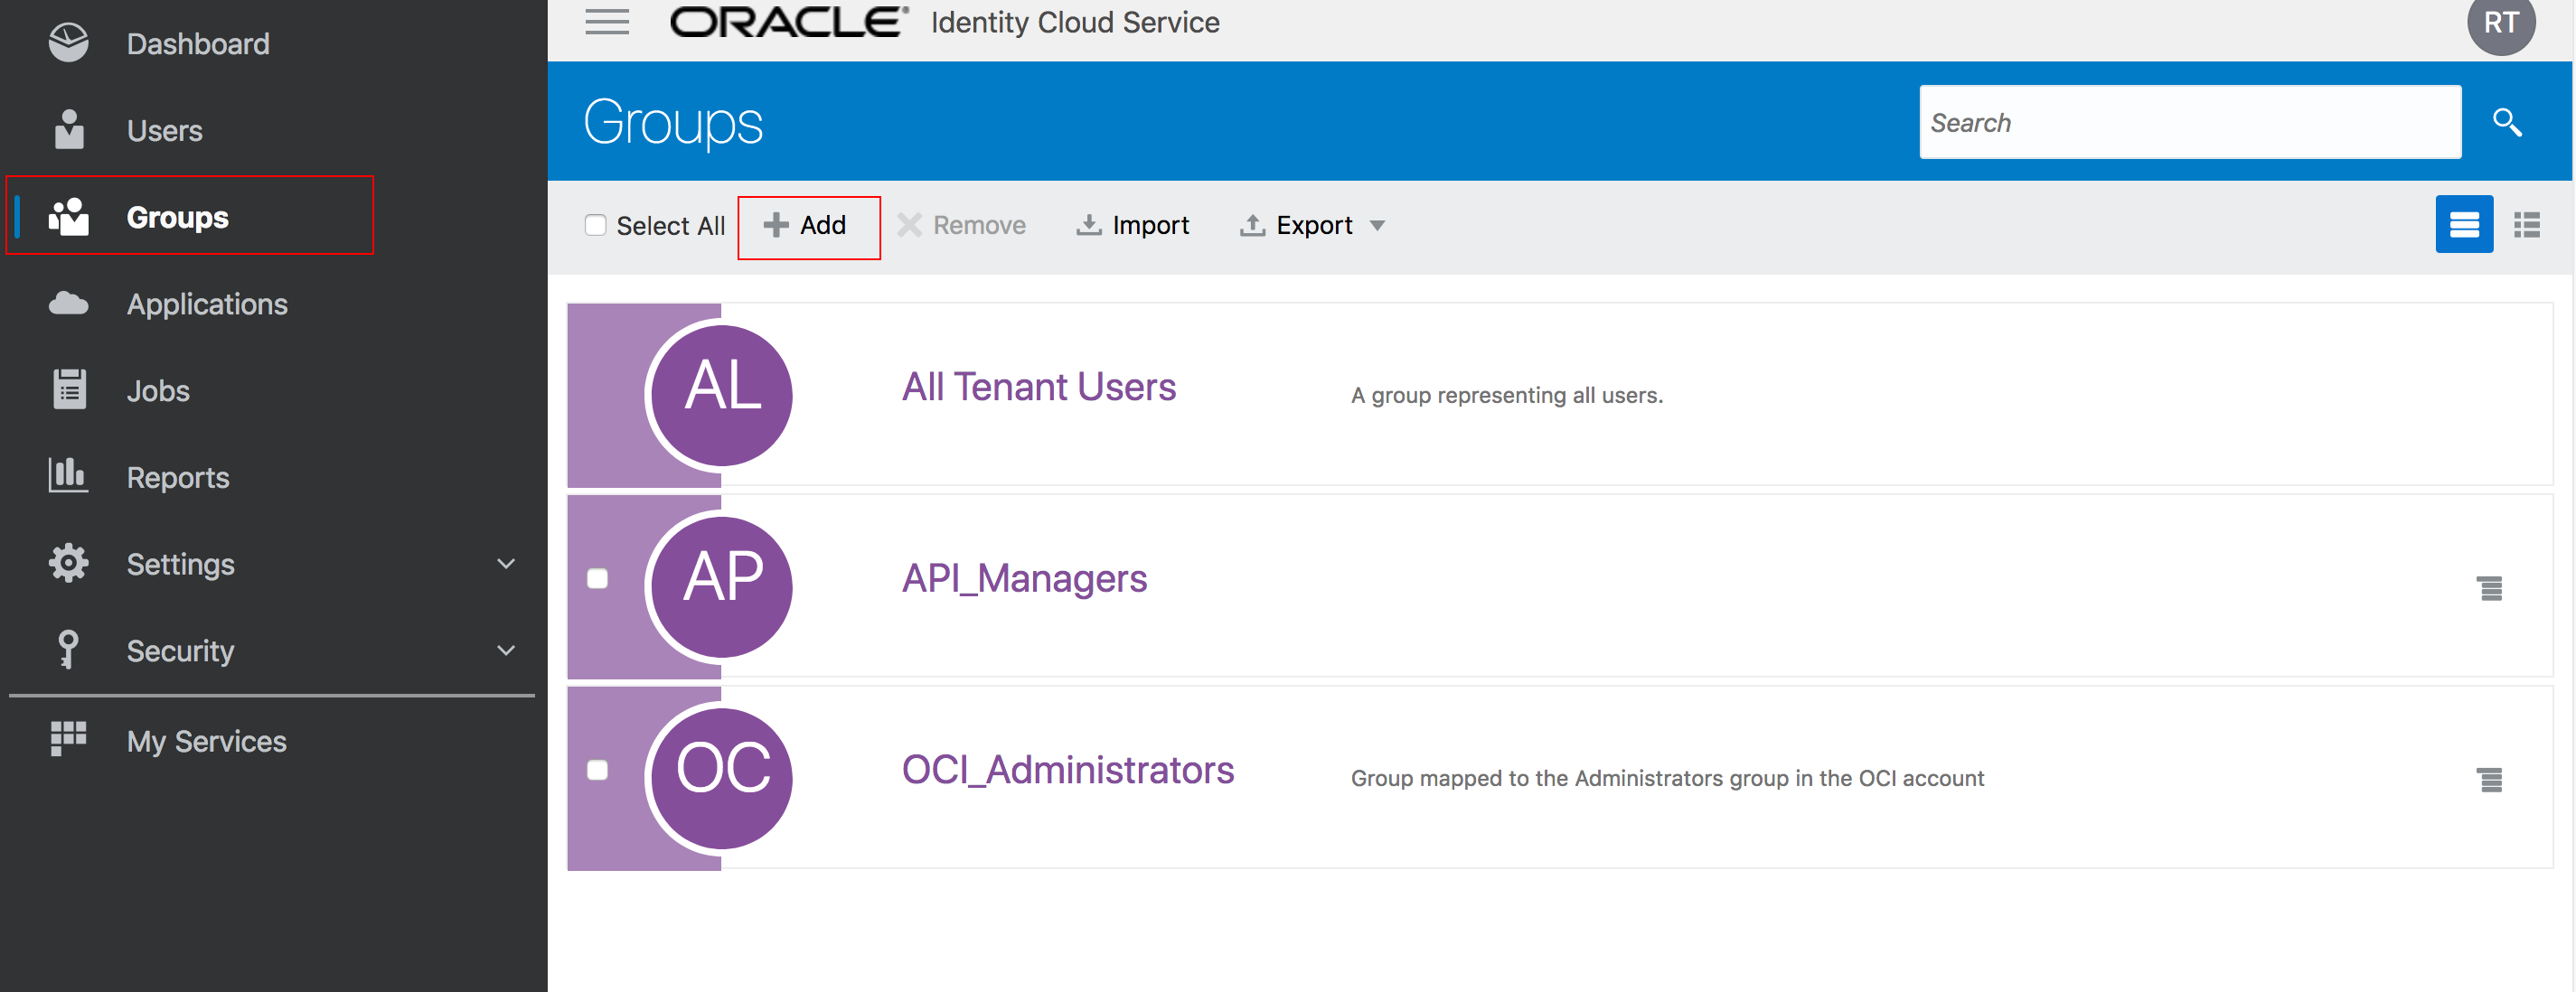 Dashboard
Users
Groups
Applications
Jobs
Reports
Settings
Security
My Services
ORACLE® Identity Cloud Service
RT
Groups
Search
Select All Add Remove Import Export
AL All Tenant Users A group representing all users.
AP API_Managers
OC OCI_Administrators Group mapped to the Administrators group in the OCI account